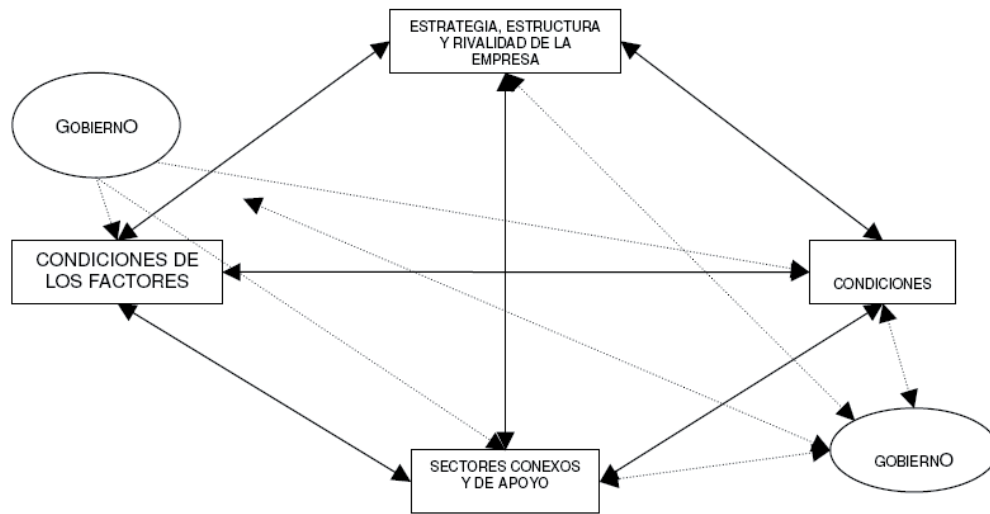 ESTRATEGIA, ESTRUCTURA
Y RIVALIDAD DE LA
EMPRESA
GOBIERNO
CONDICIONES DE
LOS FACTORES
CONDICIONES
SECTORES CONEXOS
Y DE APOYO
GOBIERNO